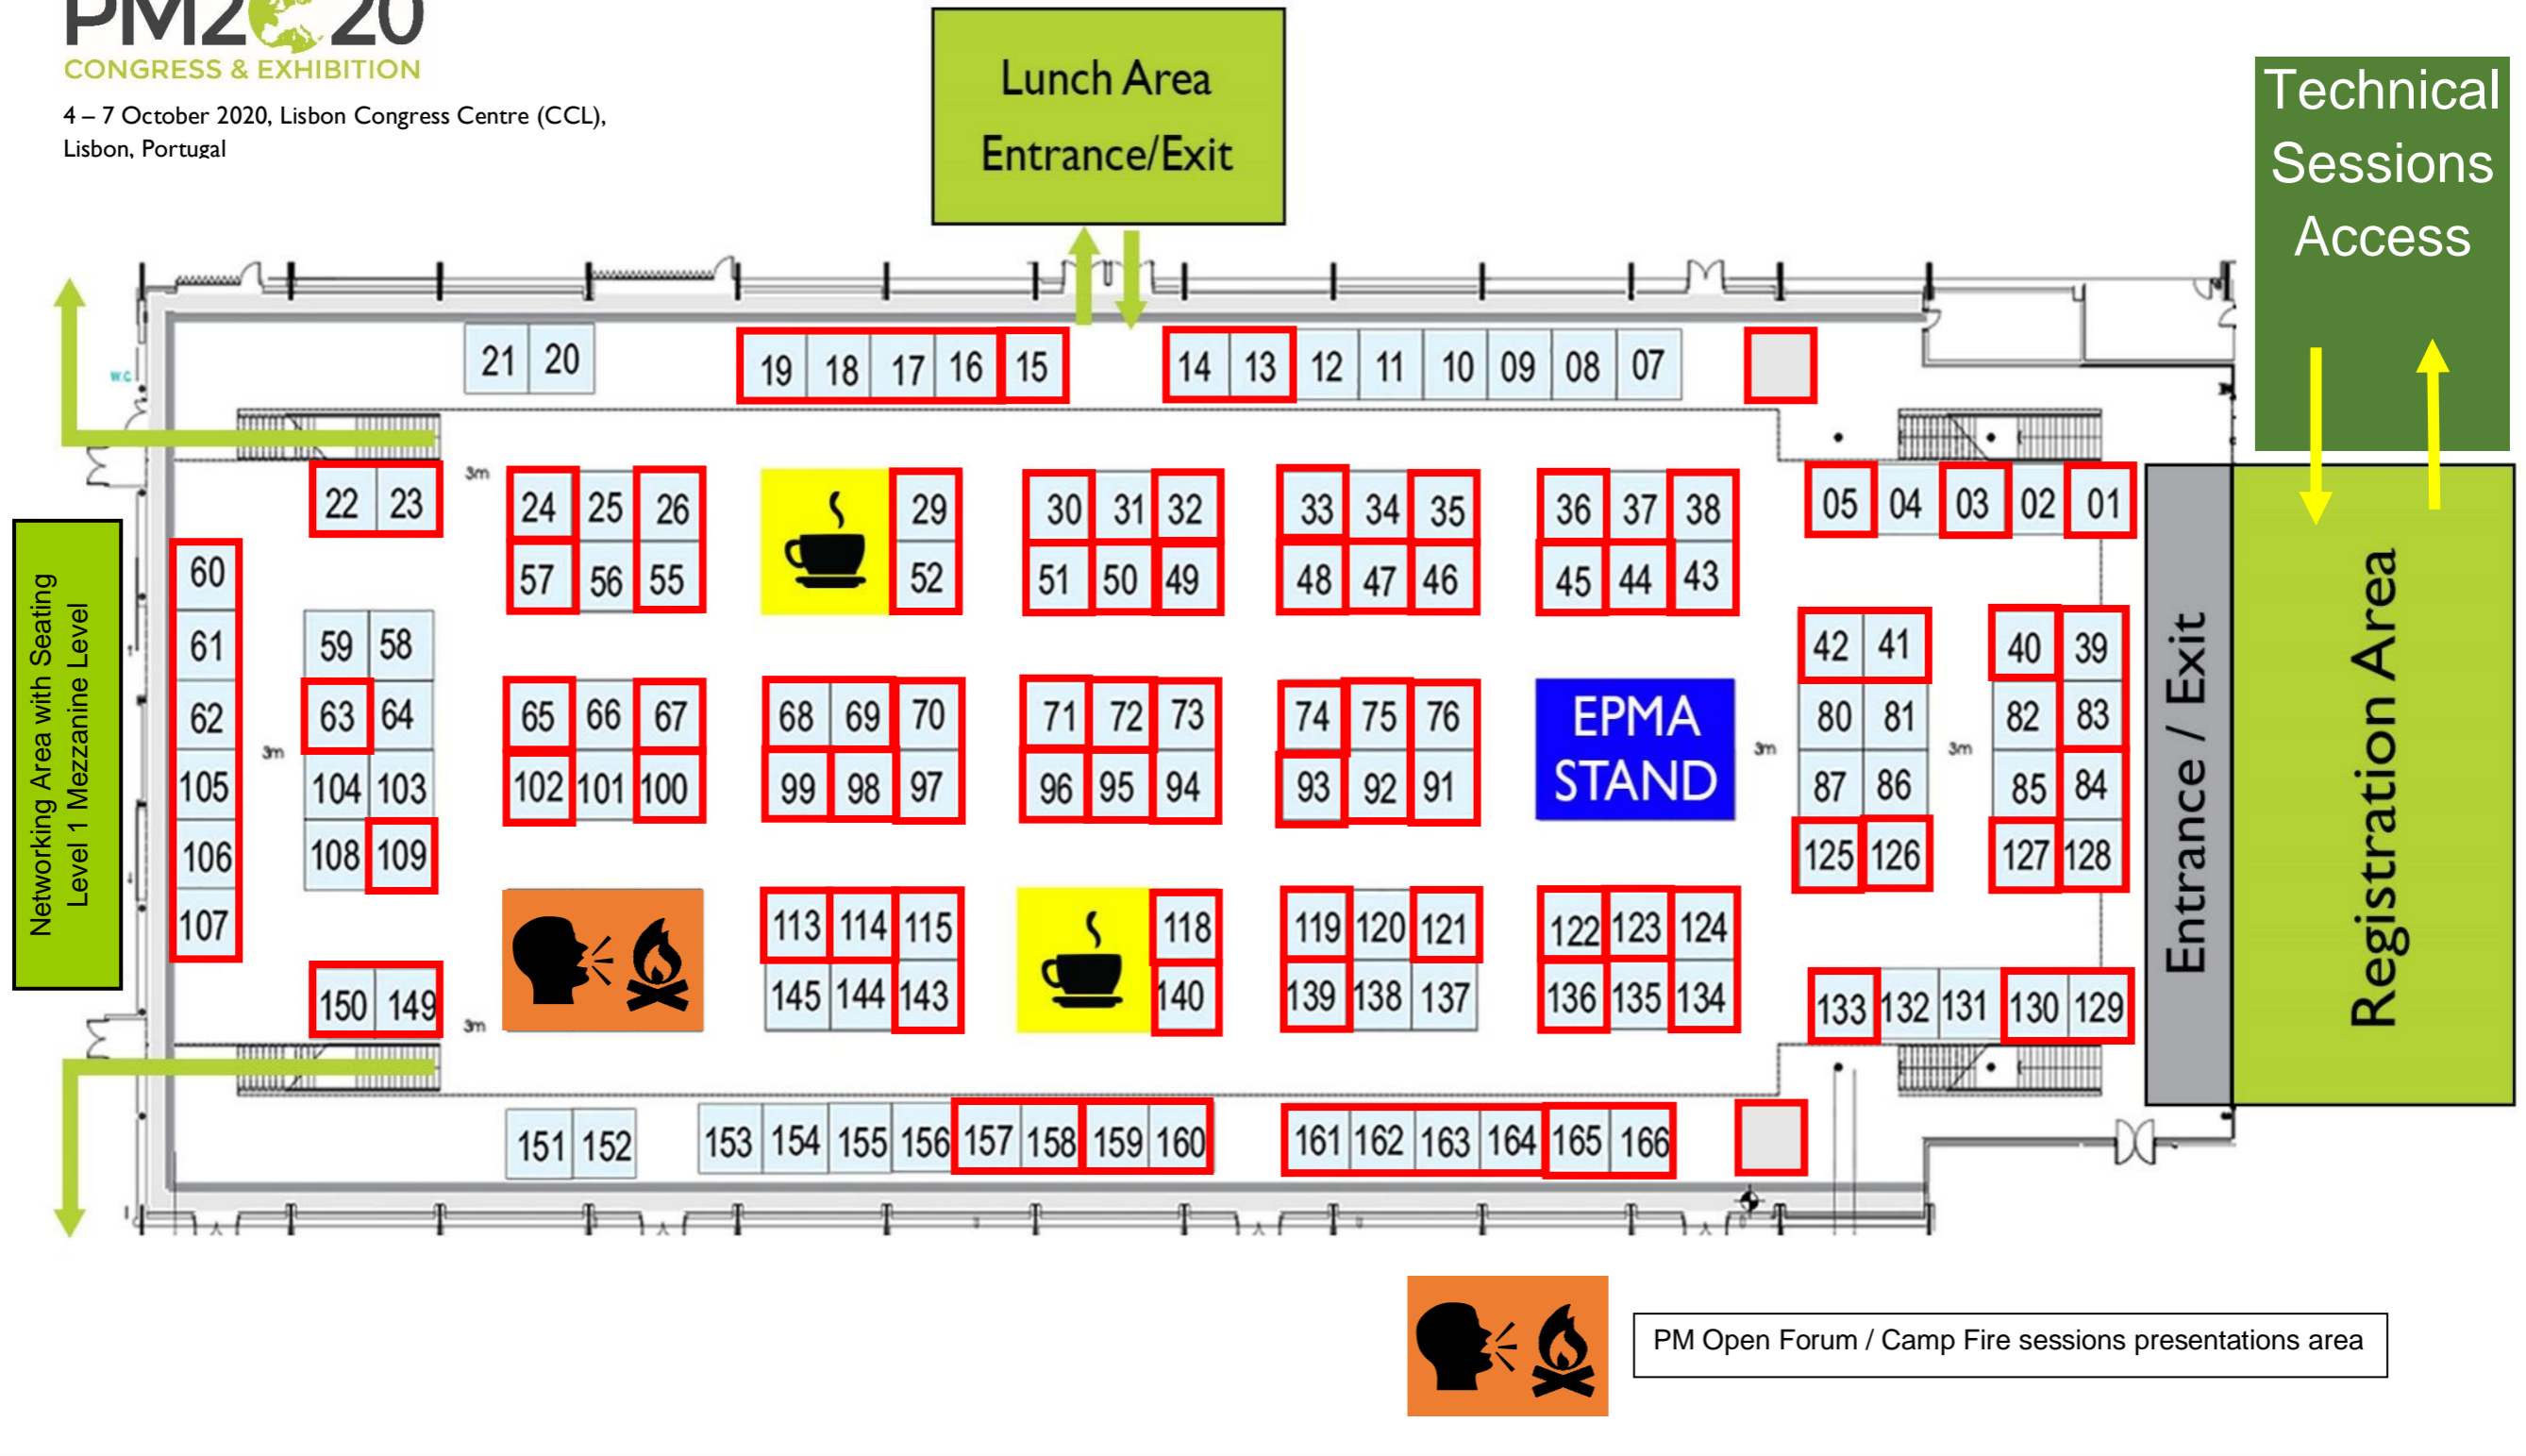 PM2020
CONGRESS & EXHIBITION
4 – 7 October 2020, Lisbon Congress Centre (CCL),
Lisbon, Portugal
Lunch Area
Entrance/Exit
Technical
Sessions
Access
W.C
21 20 19 18 17 16 15 14 13 12 11 10 09 08 07
22 23 3m 24 25 26 29 30 31 32 33 34 35 36 37 38 05 04 03 02 01
57 56 55 52 51 50 49 48 47 46 45 44 43
60
61 59 58 42 41 40 39
62 63 64 65 66 67 68 69 70 71 72 73 74 75 76 80 81 82 83
EPMA
STAND
3m 3m 3m
105 104 103 102 101 100 99 98 97 96 95 94 93 92 91 87 86 85 84
106 108 109 125 126 127 128
107 113 114 115 118 119 120 121 122 123 124
150 149 3m 145 144 143 140 139 138 137 136 135 134 133 132 131 130 129
151 152 153 154 155 156 157 158 159 160 161 162 163 164 165 166
Networking Area with Seating
Level 1 Mezzanine Level
Entrance / Exit
Registration Area
PM Open Forum / Camp Fire sessions presentations area